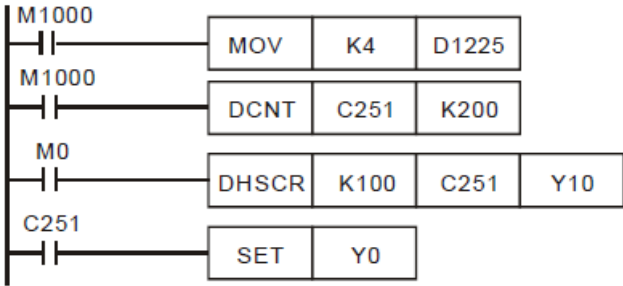 M1000
MOV K4 D1225
M1000
DCNT C251 K200
M0
DHSCR K100 C251 Y10
C251
SET Y0